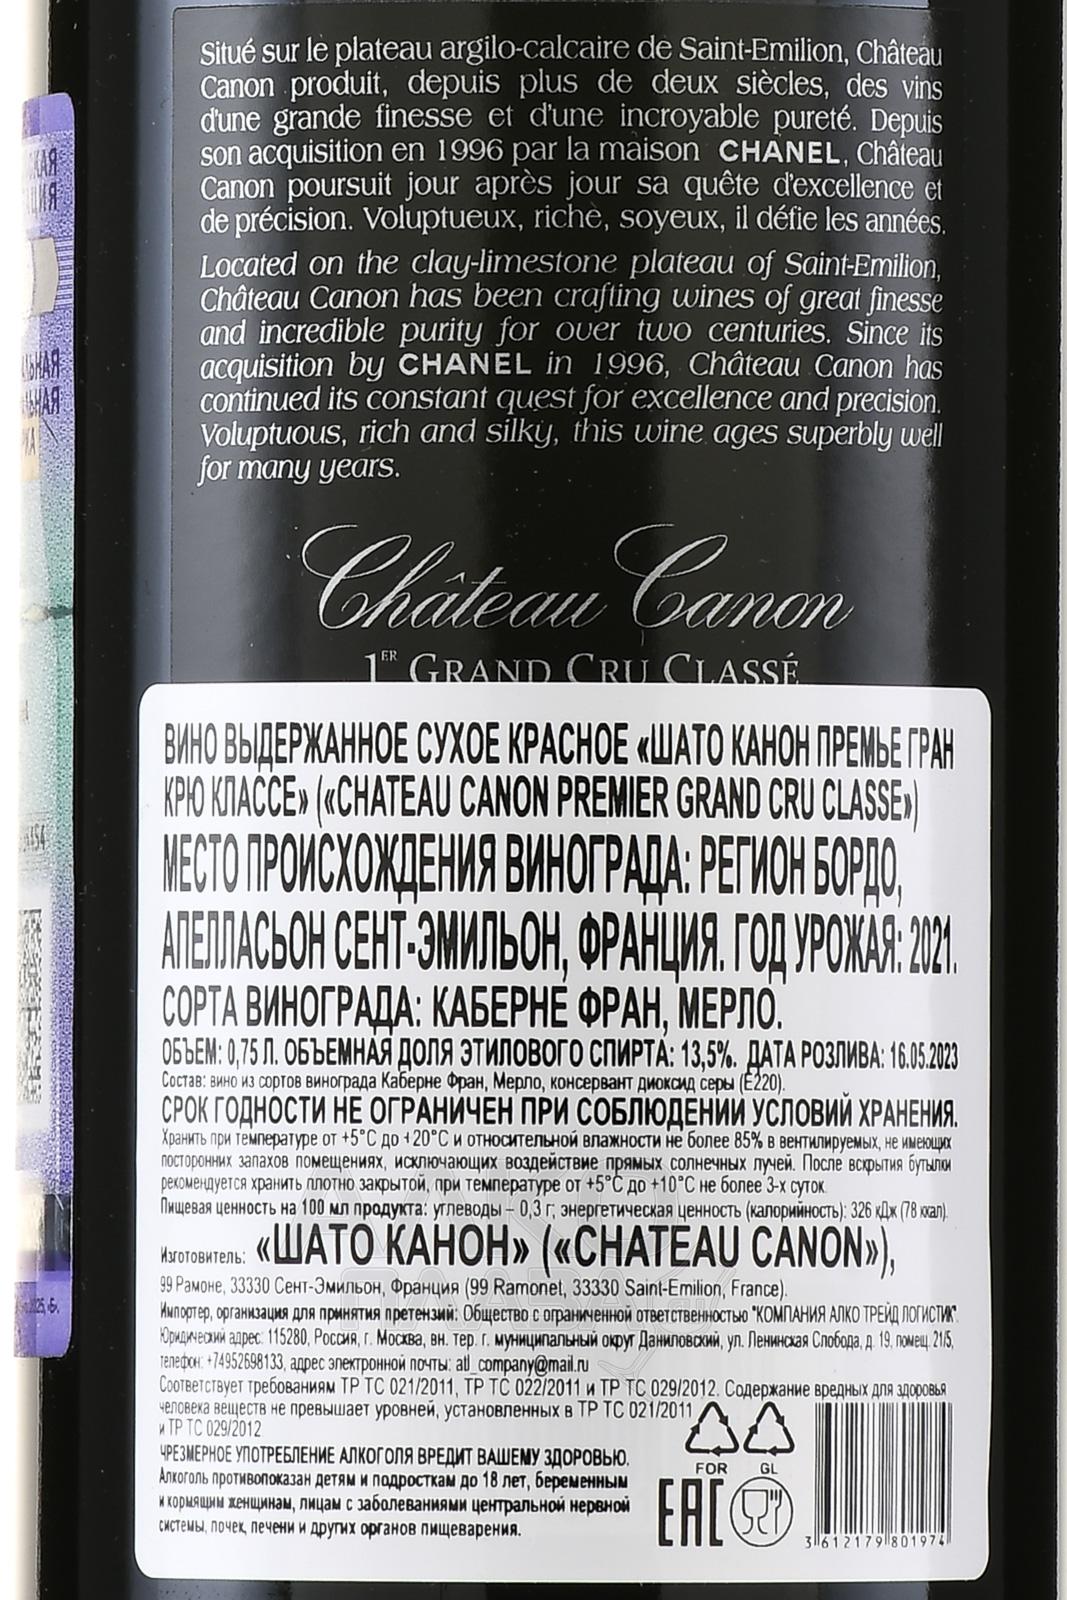 Situé sur le plateau argilo-calcaire de Saint-Emilion, Château
Canon produit, depuis plus de deux siècles, des vins
d'une grande finesse et d'une incroyable pureté. Depuis
son acquisition en 1996 par la maison CHANEL, Château
Canon poursuit jour après jour sa quête d'excellence et
de précision. Voluptueux, riche, soyeux, il défie les années.
Located on the clay-limestone plateau of Saint-Emilion,
Château Canon has been crafting wines of great finesse
and incredible purity for over two centuries. Since its
acquisition by CHANEL in 1996, Château Canon has
continued its constant quest for excellence and precision.
Voluptuous, rich and silky, this wine ages superbly well
for many years.
Château Canon
1ER GRAND CRU CLASSÉ
ВИНО ВЫДЕРЖАННОЕ СУХОЕ КРАСНОЕ «ШАТО КАНОН ПРЕМЬЕ ГРАН
КРЮ КЛАССЕ» («CHATEAU CANON PREMIER GRAND CRU CLASSE»)
МЕСТО ПРОИСХОЖДЕНИЯ ВИНОГРАДА: РЕГИОН БОРДО,
АПЕЛЛАСЬОН СЕНТ-ЭМИЛЬОН, ФРАНЦИЯ. ГОД УРОЖАЯ: 2021.
СОРТА ВИНОГРАДА: КАБЕРНЕ ФРАН, МЕРЛО.
ОБЪЕМ: 0,75 Л. ОБЪЕМНАЯ ДОЛЯ ЭТИЛОВОГО СПИРТА: 13,5%. ДАТА РОЗЛИВА: 16.05.2023
Состав: вино из сортов винограда Каберне Фран, Мерло, консервант диоксид серы (Е220).
СРОК ГОДНОСТИ НЕ ОГРАНИЧЕН ПРИ СОБЛЮДЕНИИ УСЛОВИЙ ХРАНЕНИЯ.
Хранить при температуре от +5°C до +20°C и относительной влажности не более 85% в вентилируемых, не имеющих
посторонних запахов помещениях, исключающих воздействие прямых солнечных лучей. После вскрытия бутылки
рекомендуется хранить плотно закрытой, при температуре от +5°C до +10°C не более 3-х суток.
Пищевая ценность на 100 мл продукта: углеводы – 0,3 г; энергетическая ценность (калорийность): 326 кДж (78 ккал).
Изготовитель: «ШАТО КАНОН» («CHATEAU CANON»),
99 Рамоне, 33330 Сент-Эмильон, Франция (99 Ramonet, 33330 Saint-Emilion, France).
Импортер, организация для принятия претензий: Общество с ограниченной ответственностью "КОМПАНИЯ АЛКО ТРЕЙД ЛОГИСТИК".
Юридический адрес: 115280, Россия, г. Москва, вн. тер. г. муниципальный округ Даниловский, ул. Ленинская Слобода, д. 19, помещ. 21/5,
телефон: +74952698133, адрес электронной почты: atl_company@mail.ru
Соответствует требованиям ТР ТС 021/2011, ТР ТС 022/2011 и ТР ТС 029/2012. Содержание вредных для здоровья
человека веществ не превышает уровней, установленных в ТР ТС 021/2011
и ТР ТС 029/2012
ЧРЕЗМЕРНОЕ УПОТРЕБЛЕНИЕ АЛКОГОЛЯ ВРЕДИТ ВАШЕМУ ЗДОРОВЬЮ.
Алкоголь противопоказан детям и подросткам до 18 лет, беременным
и кормящим женщинам, лицам с заболеваниями центральной нервной
системы, почек, печени и других органов пищеварения.
FOR GL
EAC
3 612179 801974